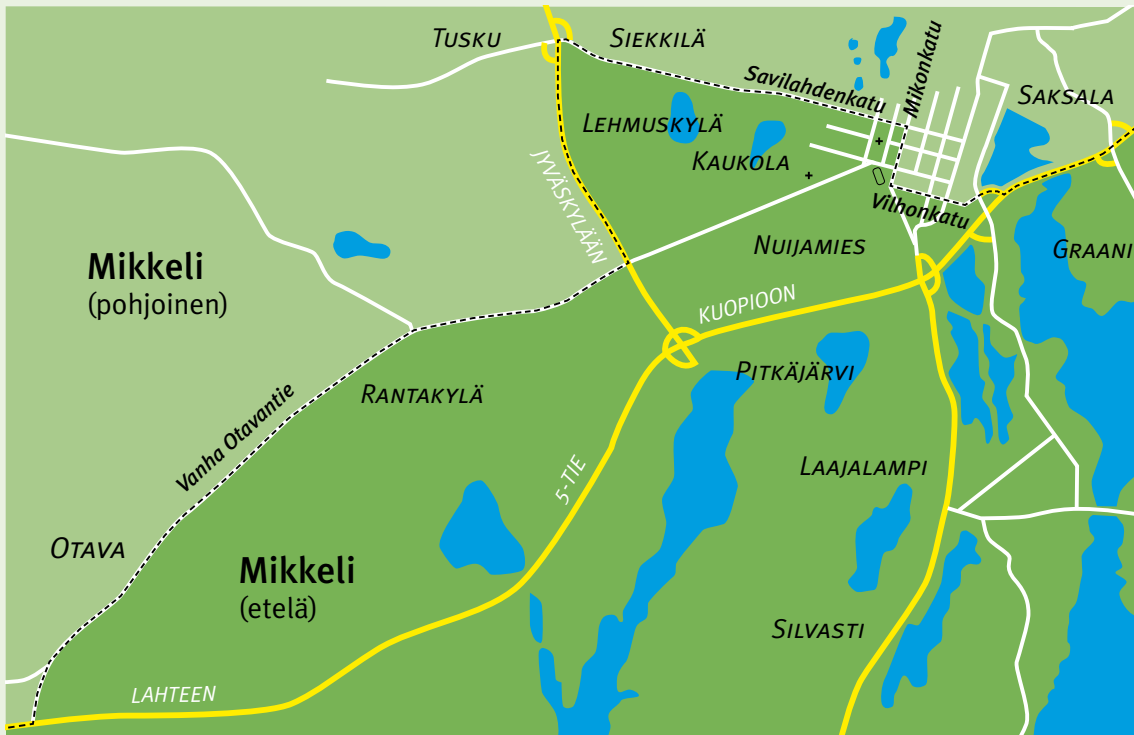 TUSKU
SIEKKILÄ
Savilahdenkatu
Mikonkatu
SAKSALA
LEHMUSKYLÄ
KAUKOLA
JYVÄSKYLÄÄN
Vilhonkatu
NUIJAMIES
GRAANI
Mikkeli
(pohjoinen)
KUOPIOON
PITKÄJÄRVI
RANTAKYLÄ
Vanha Otavantie
5-TIE
LAAJALAMPI
OTAVA
Mikkeli
(etelä)
SILVASTI
LAHTEEN